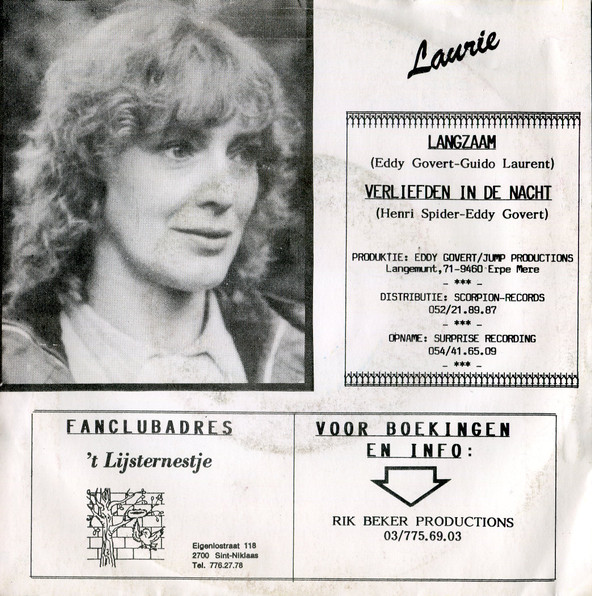 Laurie
LANGZAAM
(Eddy Govert-Guido Laurent)
VERLIEFDEN IN DE NACHT
(Henri Spider-Eddy Govert)
PRODUKTIE: EDDY GOVERT/JUMP PRODUCTIONS
Langemunt,71-9460 Erpe Mere
- *** -
DISTRIBUTIE: SCORPION-RECORDS
052/21.89.87
- *** -
OPNAME: SURPRISE RECORDING
054/41.65.09
- *** -
FANCLUBADRES
't Lijsternestje
Eigenlostraat 118
2700 Sint-Niklaas
Tel. 776.27.78
VOOR BOEKINGEN
EN INFO:
RIK BEKER PRODUCTIONS
03/775.69.03